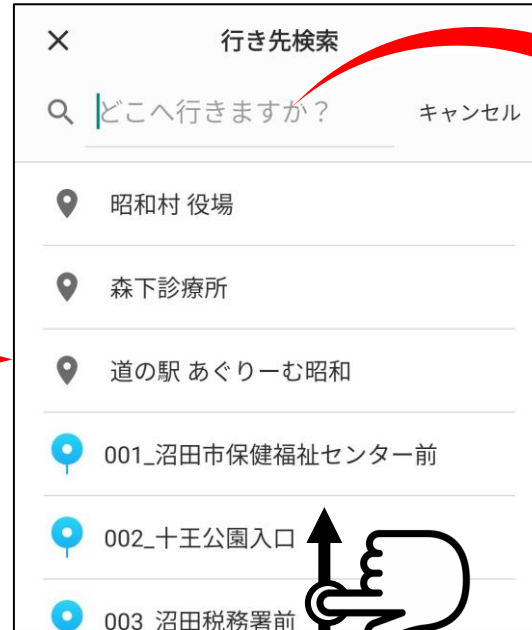 行き先検索
どこへ行きますか？ キャンセル
昭和村 役場
森下診療所
道の駅 あぐりーむ昭和
001_沼田市保健福祉センター前
002_十王公園入口
003_沼田税務署前